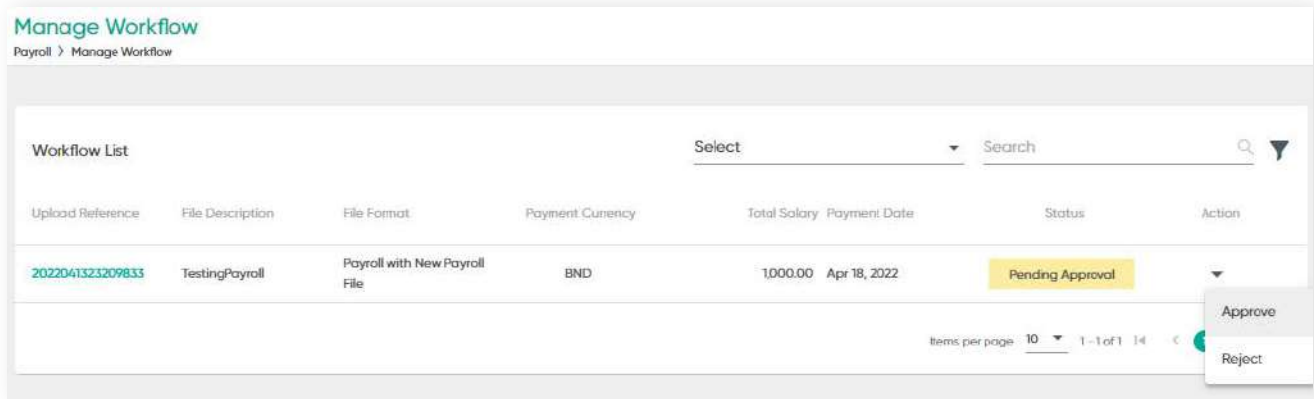 Manage Workflow
Payroll > Manage Workflow
Workflow List
Select
Search
Upload Reference File Description File Format Payment Currency Total Salary Payment Date Status Action
2022041323209833 TestingPayroll Payroll with New Payroll File BND 1,000.00 Apr 18, 2022 Pending Approval
Approve
Items per page 10 1 - 1 of 1
Reject